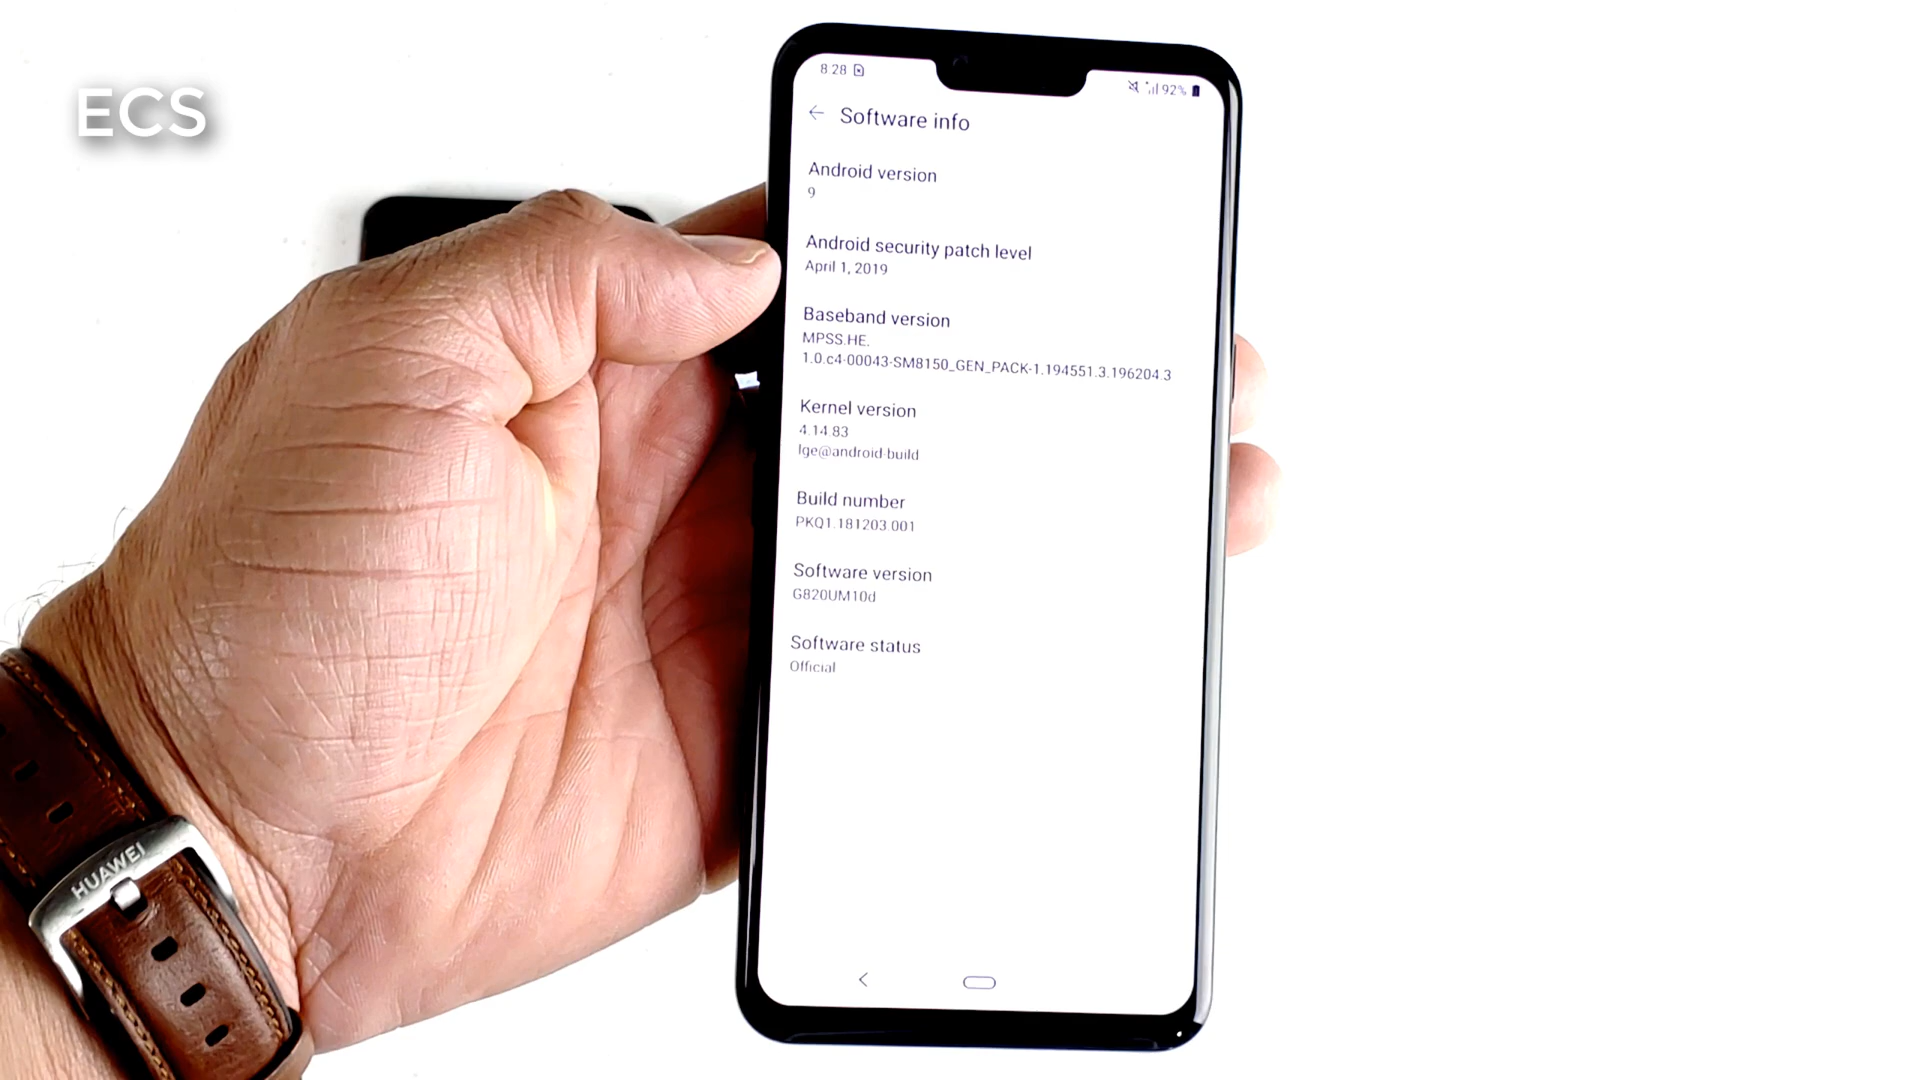 ECS
8:28
92%
Software info
Android version
9
Android security patch level
April 1, 2019
Baseband version
MPSS.HE.
1.0.c4-00043-SM8150_GEN_PACK-1.194551.3.196204.3
Kernel version
4.14.83
lge@android-build
Build number
PKQ1.181203.001
Software version
G820UM10d
Software status
Official
HUAWEI